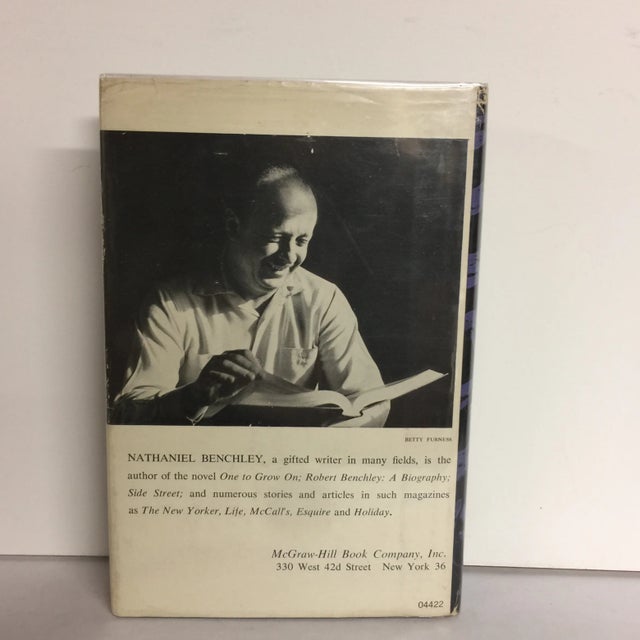 BETTY FURNESS
NATHANIEL BENCHLEY, a gifted writer in many fields, is the
author of the novel One to Grow On; Robert Benchley: A Biography;
Side Street; and numerous stories and articles in such magazines
as The New Yorker, Life, McCall's, Esquire and Holiday.
McGraw-Hill Book Company, Inc.
330 West 42d Street New York 36
04422